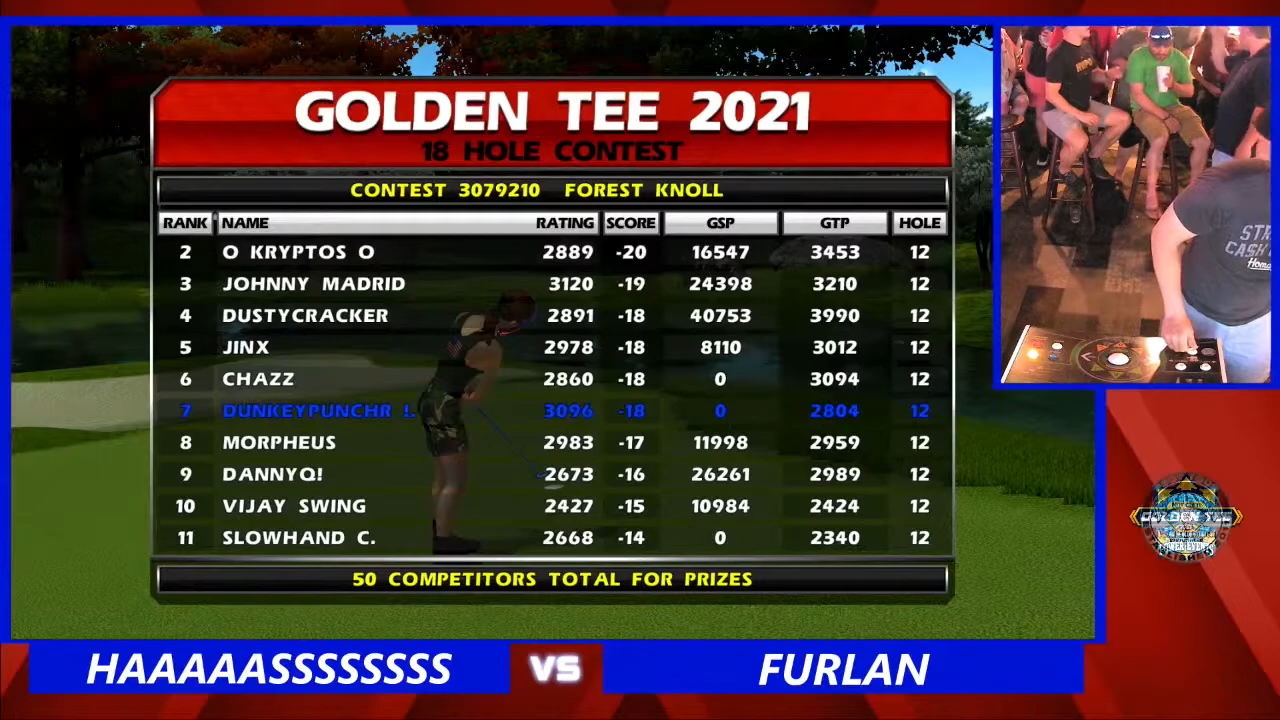 GOLDEN TEE 2021
18 HOLE CONTEST
CONTEST 3079210 FOREST KNOLL
RANK NAME RATING SCORE GSP GTP HOLE
2 O KRYPTOS O 2889 -20 16547 3453 12
3 JOHNNY MADRID 3120 -19 24398 3210 12
4 DUSTYCRACKER 2891 -18 40753 3990 12
5 JINX 2978 -18 8110 3012 12
6 CHAZZ 2860 -18 0 3094 12
7 DUNKEYPUNCHR !. 3096 -18 0 2804 12
8 MORPHEUS 2983 -17 11998 2959 12
9 DANNYQ! 2673 -16 26261 2989 12
10 VIJAY SWING 2427 -15 10984 2424 12
11 SLOWHAND C. 2668 -14 0 2340 12
50 COMPETITORS TOTAL FOR PRIZES
CASH
GOLDEN TEE
HAAAAASSSSSSSS VS FURLAN